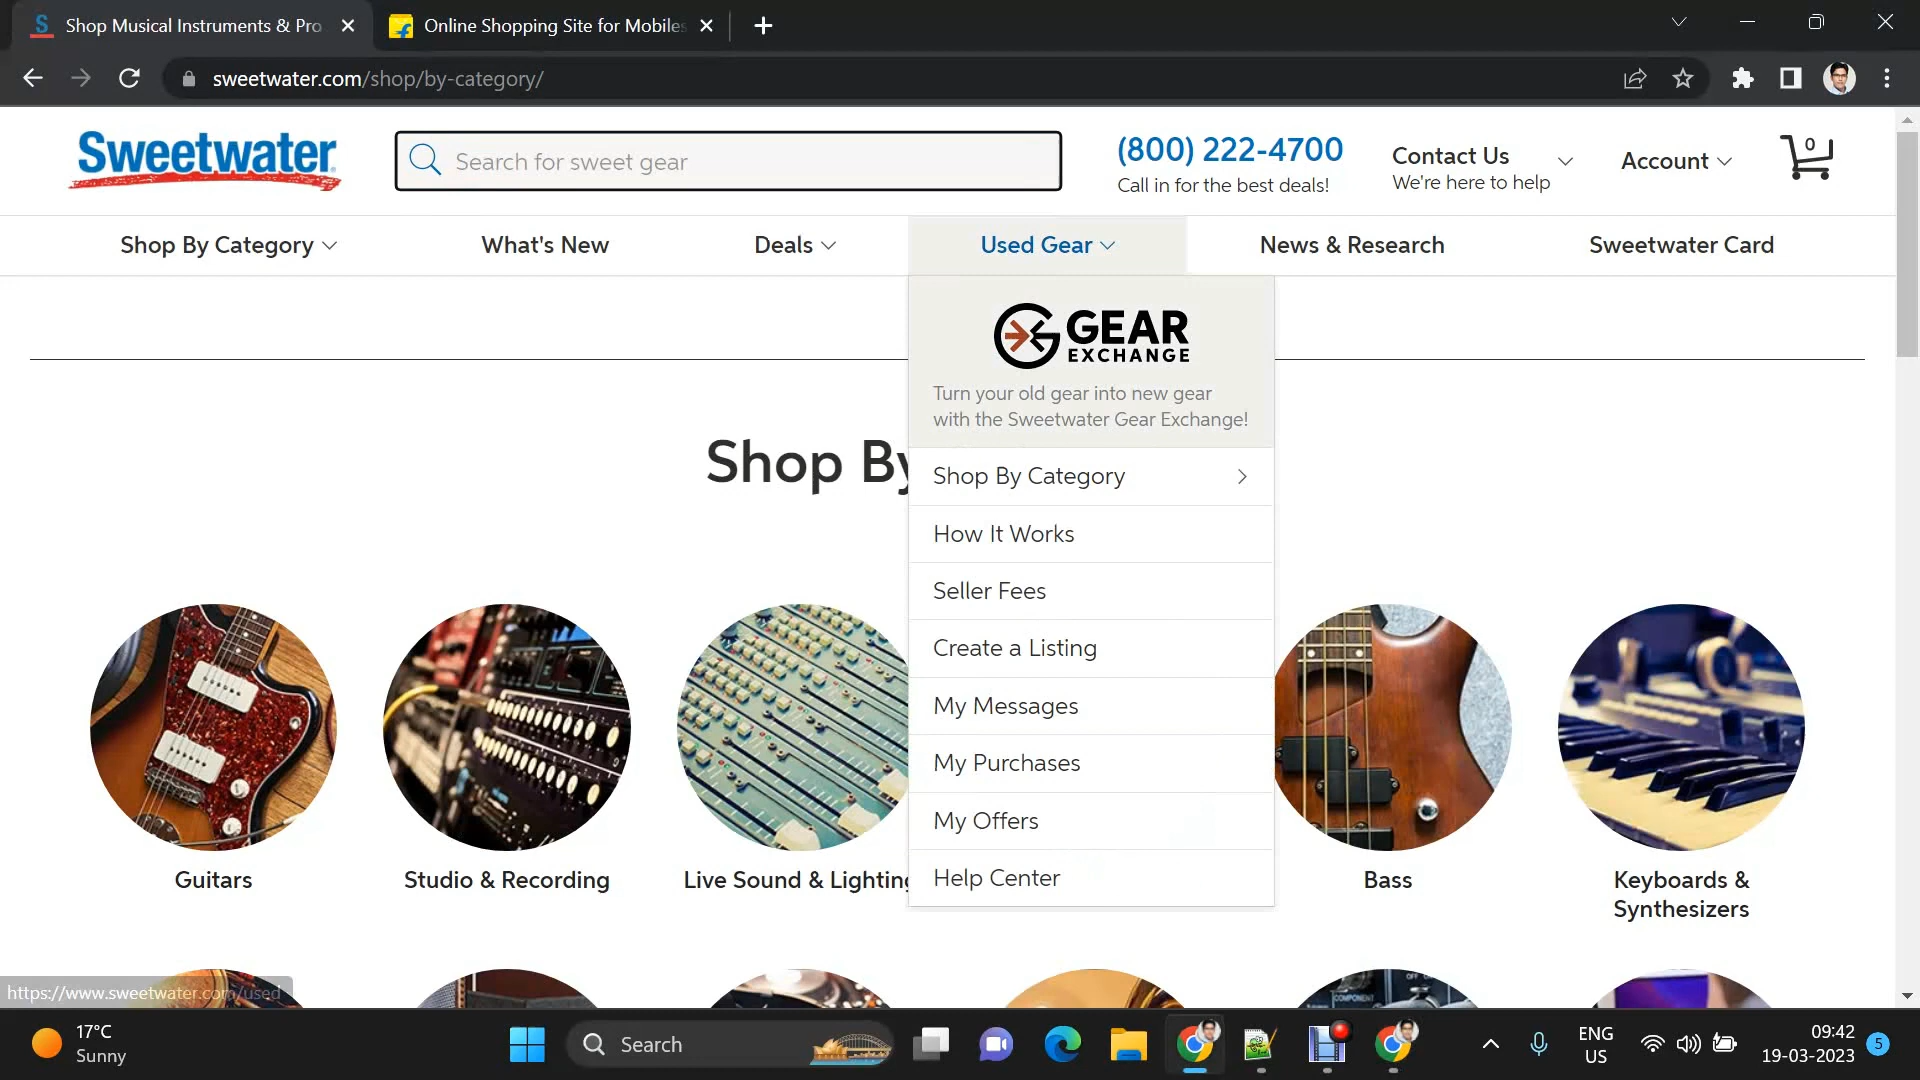 Shop Musical Instruments & Pro
Online Shopping Site for Mobiles
sweetwater.com/shop/by-category/
Sweetwater
Search for sweet gear
(800) 222-4700
Call in for the best deals!
Contact Us
We're here to help
Account
0
Shop By Category
What's New
Deals
Used Gear
News & Research
Sweetwater Card
GEAR
EXCHANGE
Turn your old gear into new gear
with the Sweetwater Gear Exchange!
Shop By
Shop By Category
How It Works
Seller Fees
Create a Listing
My Messages
My Purchases
My Offers
Help Center
Guitars
Studio & Recording
Live Sound & Lighting
Bass
Keyboards &
Synthesizers
https://www.sweetwater.com/used
17°C
Sunny
Search
ENG
US
09:42
19-03-2023
5